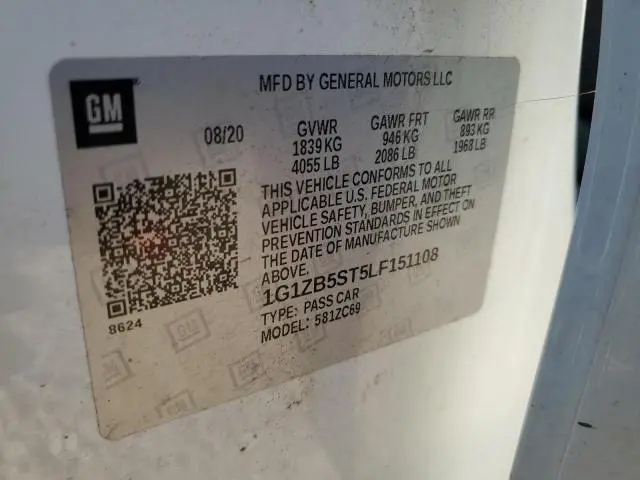 GM
MFD BY GENERAL MOTORS LLC
08/20
GVWR
1839 KG
4055 LB
GAWR FRT
946 KG
2086 LB
GAWR RR
893 KG
1968 LB
THIS VEHICLE CONFORMS TO ALL
APPLICABLE U.S. FEDERAL MOTOR
VEHICLE SAFETY, BUMPER, AND THEFT
PREVENTION STANDARDS IN EFFECT ON
THE DATE OF MANUFACTURE SHOWN
ABOVE.
1G1ZB5ST5LF151108
TYPE: PASS CAR
MODEL: 581ZC69
8624